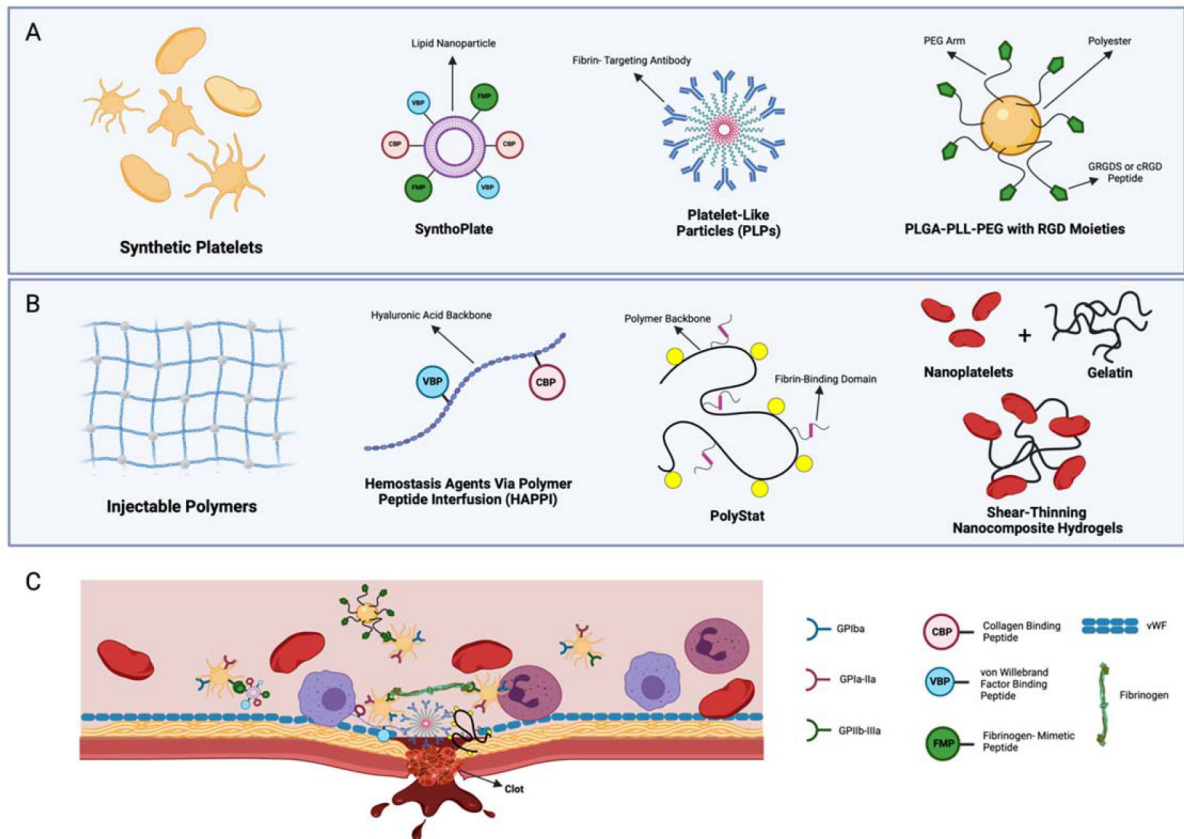 A
Lipid Nanoparticle
VBP
FMP
CBP
CBP
FMP
VBP
Fibrin- Targeting Antibody
PEG Arm
Polyester
GRGDS or cRGD
Peptide
Synthetic Platelets
SynthoPlate
Platelet-Like
Particles (PLPs)
PLGA-PLL-PEG with RGD Moieties
B
Hyaluronic Acid Backbone
VBP
CBP
Polymer Backbone
Fibrin-Binding Domain
Nanoplatelets
+
Gelatin
Injectable Polymers
Hemostasis Agents Via Polymer
Peptide Interfusion (HAPPI)
PolyStat
Shear-Thinning
Nanocomposite Hydrogels
C
Clot
GPIba
GPIa-IIa
GPIIb-IIIa
CBP
Collagen Binding
Peptide
VBP
von Willebrand
Factor Binding
Peptide
FMP
Fibrinogen- Mimetic
Peptide
vWF
Fibrinogen